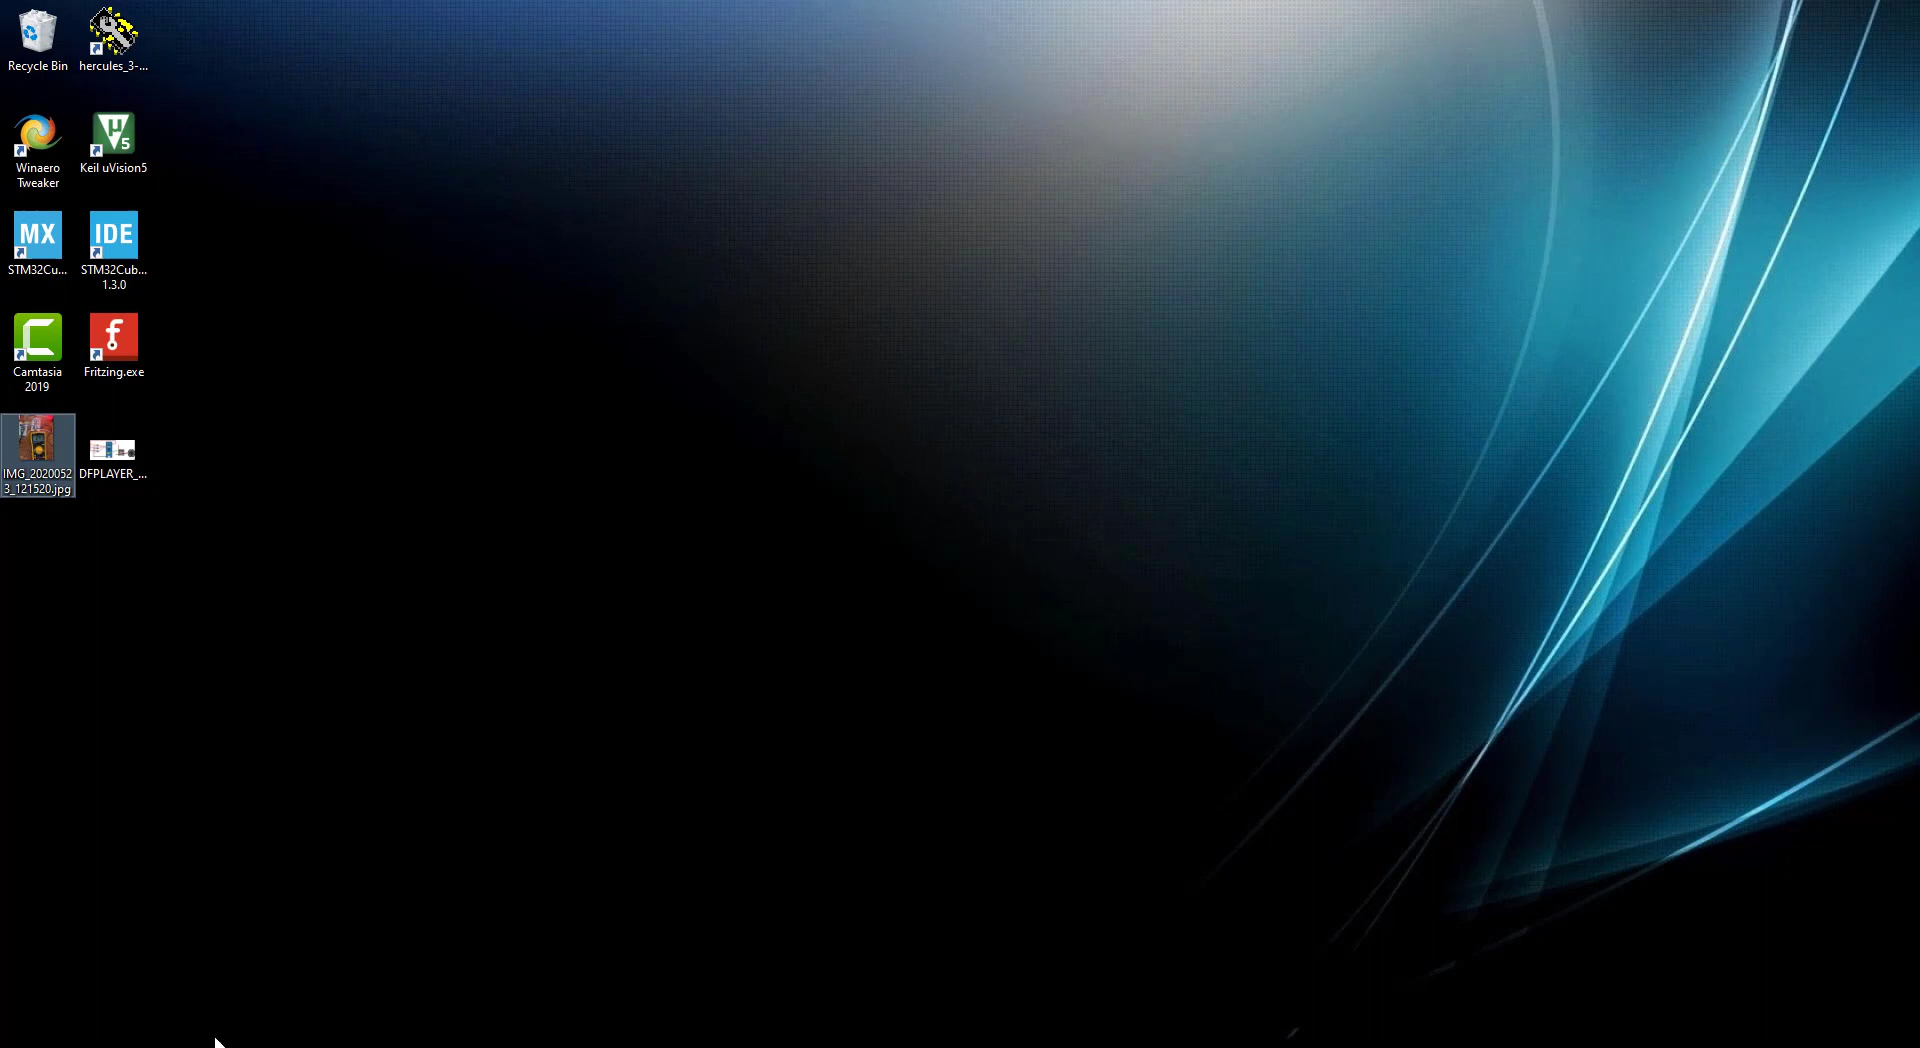 Recycle Bin
hercules_3-...
Winaero
Tweaker
μ
5
Keil uVision5
MX
STM32Cu...
IDE
STM32Cub...
1.3.0
Camtasia
2019
f
Fritzing.exe
IMG_2020052
3_121520.jpg
DFPLAYER_...